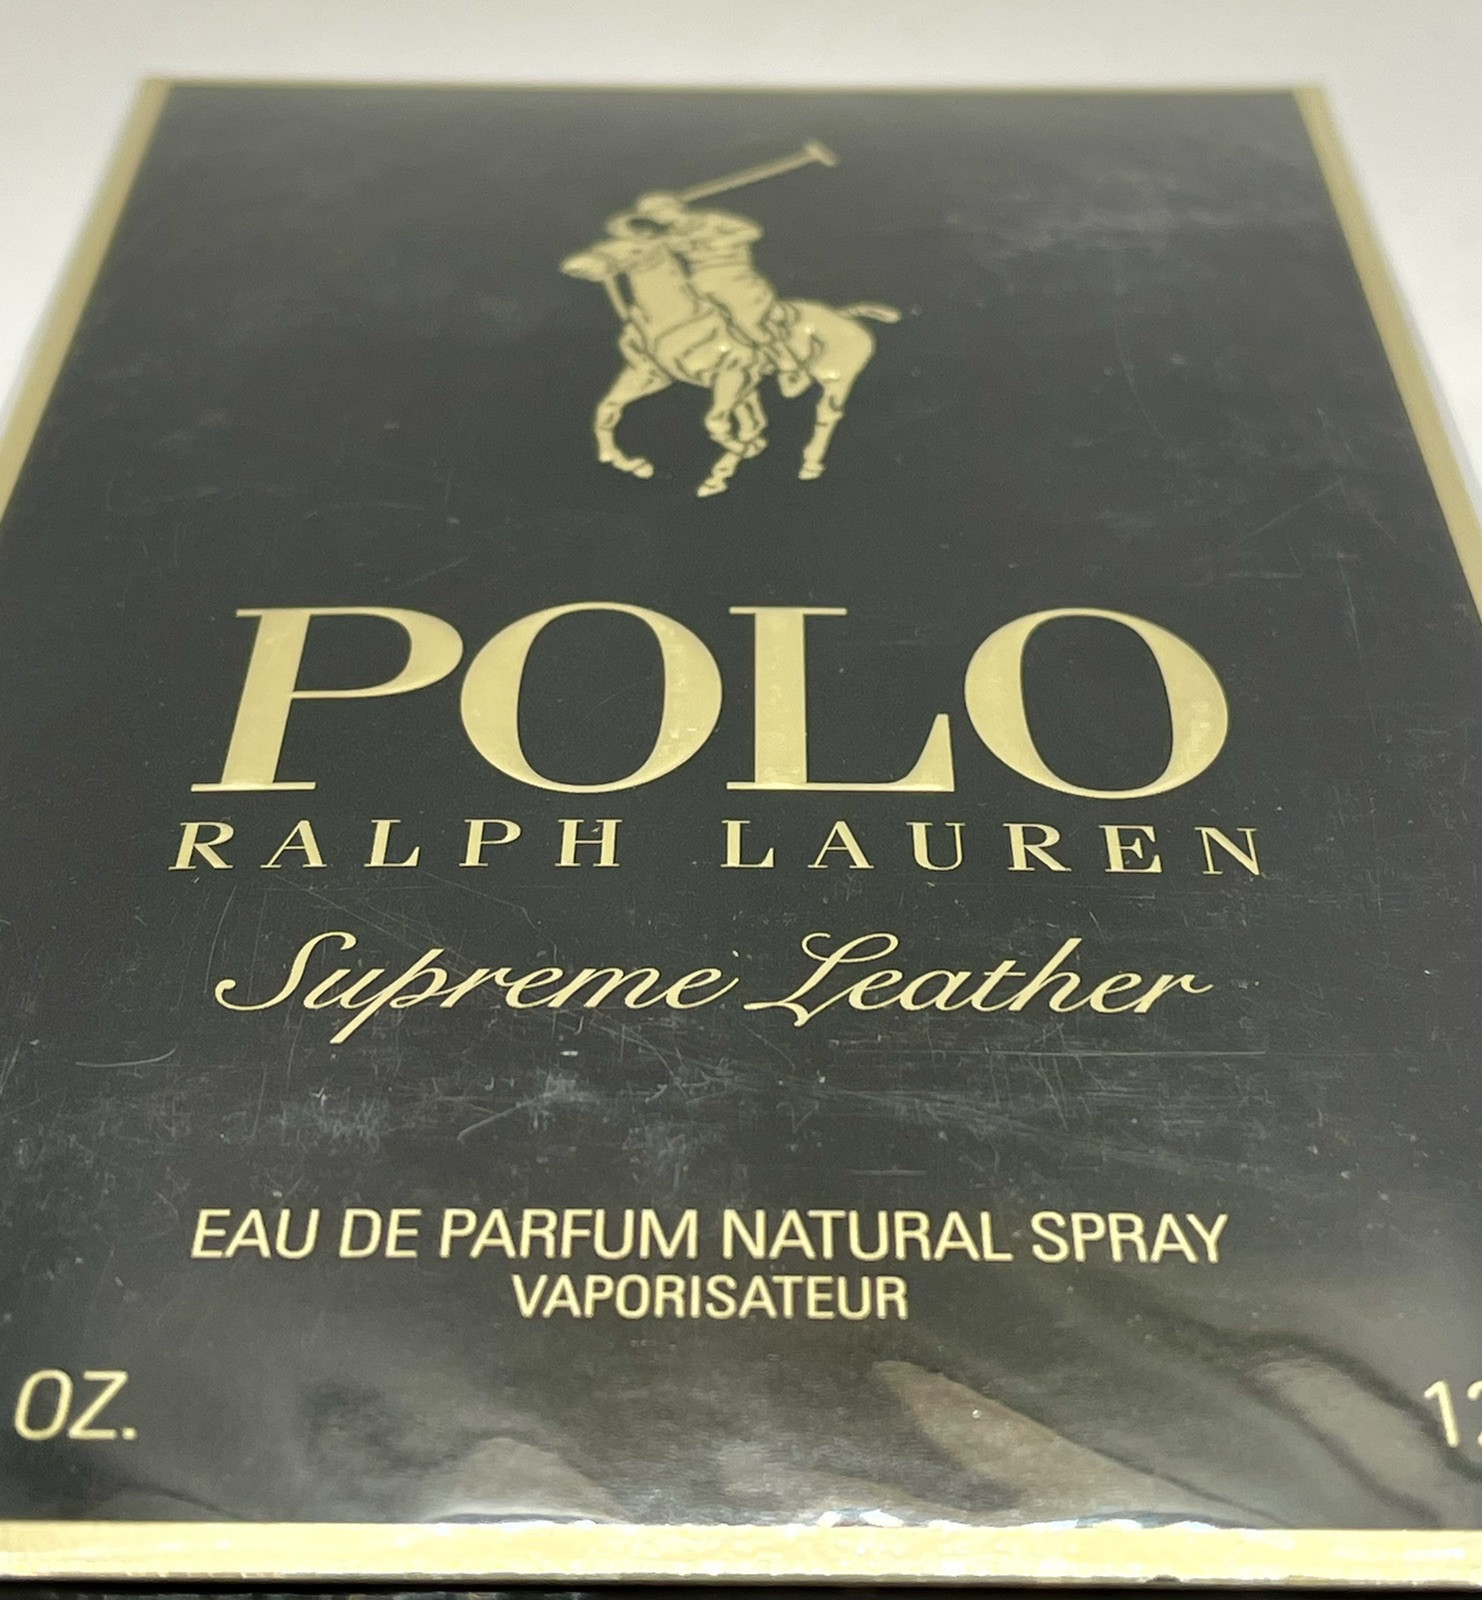 POLO
RALPH LAUREN
Supreme Leather
EAU DE PARFUM NATURAL SPRAY
VAPORISATEUR
OZ.